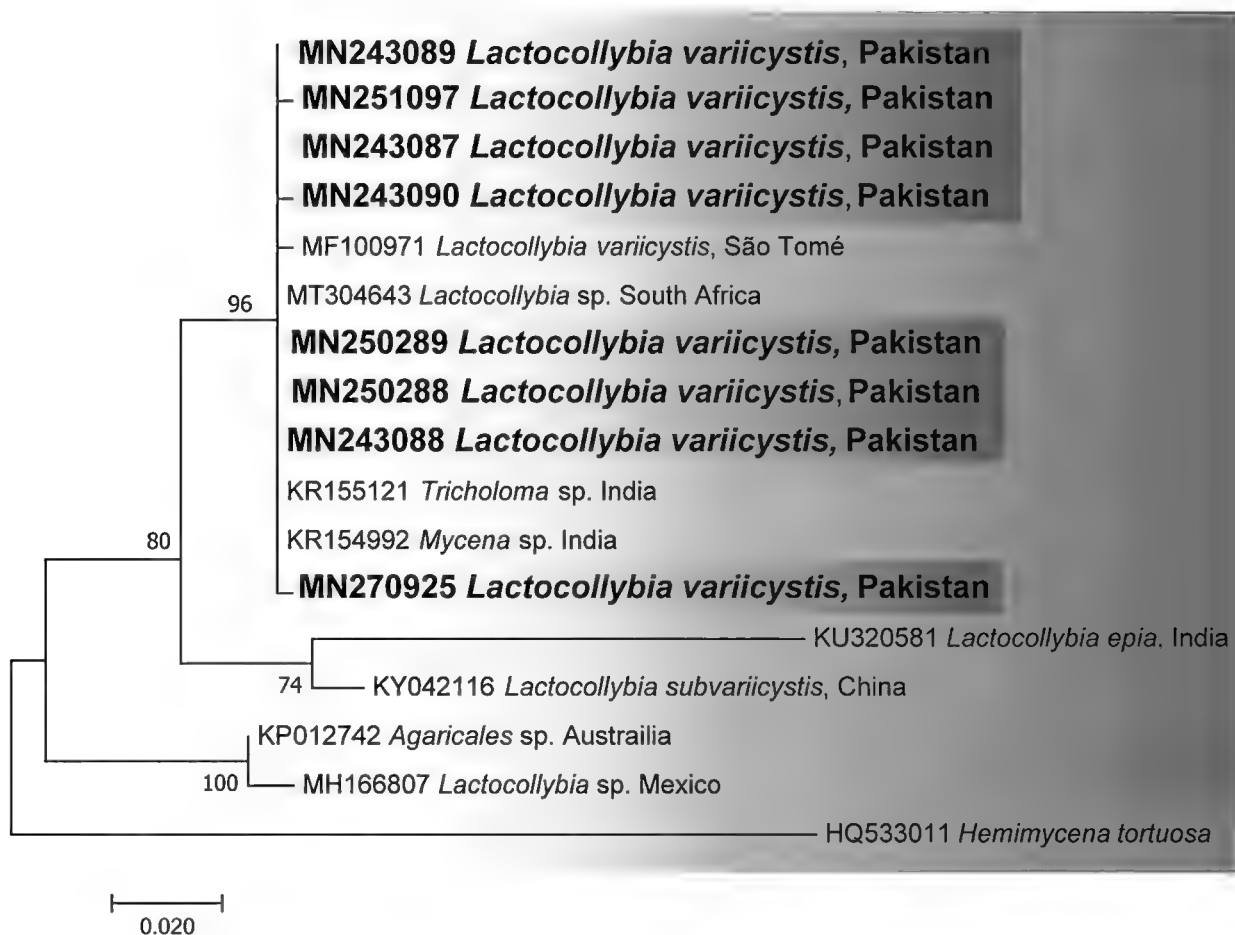 MN243089 Lactocollybia variicystis, Pakistan
MN251097 Lactocollybia variicystis, Pakistan
MN243087 Lactocollybia variicystis, Pakistan
MN243090 Lactocollybia variicystis, Pakistan
MF100971 Lactocollybia variicystis, São Tomé
96
MT304643 Lactocollybia sp. South Africa
MN250289 Lactocollybia variicystis, Pakistan
MN250288 Lactocollybia variicystis, Pakistan
MN243088 Lactocollybia variicystis, Pakistan
KR155121 Tricholoma sp. India
80
KR154992 Mycena sp. India
MN270925 Lactocollybia variicystis, Pakistan
KU320581 Lactocollybia epia, India
74
KY042116 Lactocollybia subvariicystis, China
KP012742 Agaricales sp. Austrailia
100
MH166807 Lactocollybia sp. Mexico
HQ533011 Hemimycena tortuosa
0.020